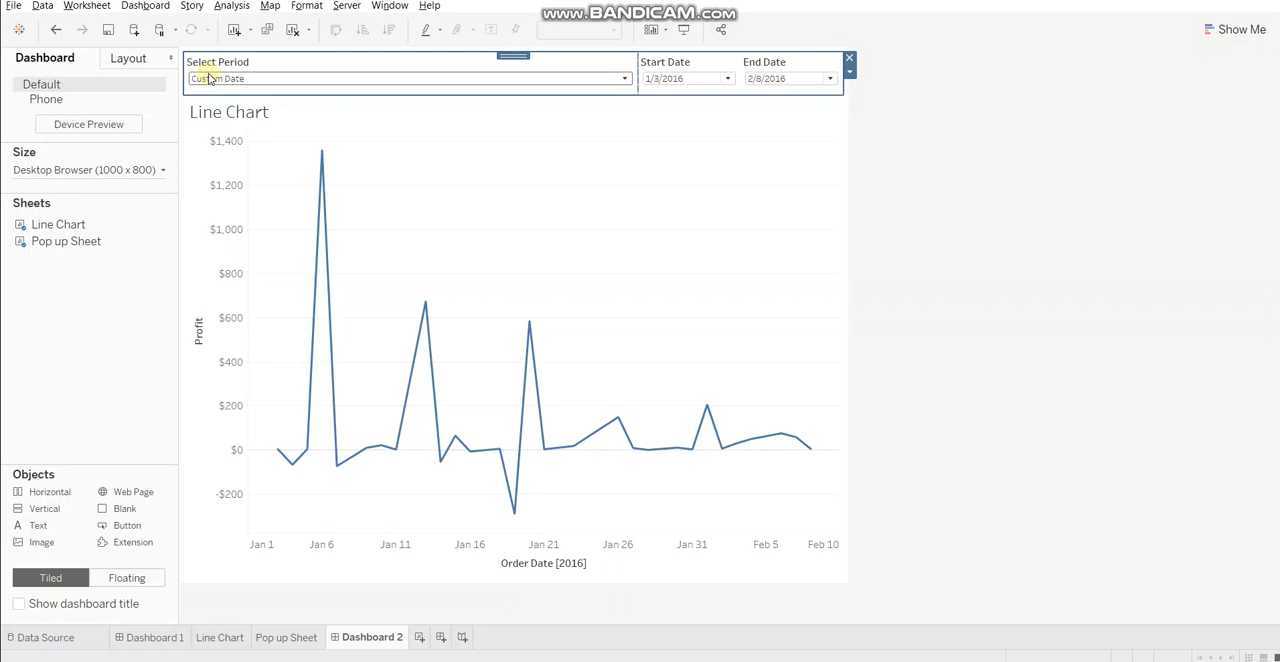 www.BANDICAM.com
File Data Worksheet Dashboard Story Analysis Map Format Server Window Help
Show Me
Dashboard Layout
Default
Phone
Device Preview
Size
Desktop Browser (1000 x 800)
Sheets
Line Chart
Pop up Sheet
Objects
Horizontal Web Page
Vertical Blank
Text Button
Image Extension
Tiled Floating
Show dashboard title
Select Period Start Date End Date
Custom Date 1/3/2016 2/8/2016
Line Chart
$1,400
$1,200
$1,000
$800
$600
$400
$200
$0
-$200
Profit
Jan 1 Jan 6 Jan 11 Jan 16 Jan 21 Jan 26 Jan 31 Feb 5 Feb 10
Order Date [2016]
Data Source Dashboard 1 Line Chart Pop up Sheet Dashboard 2